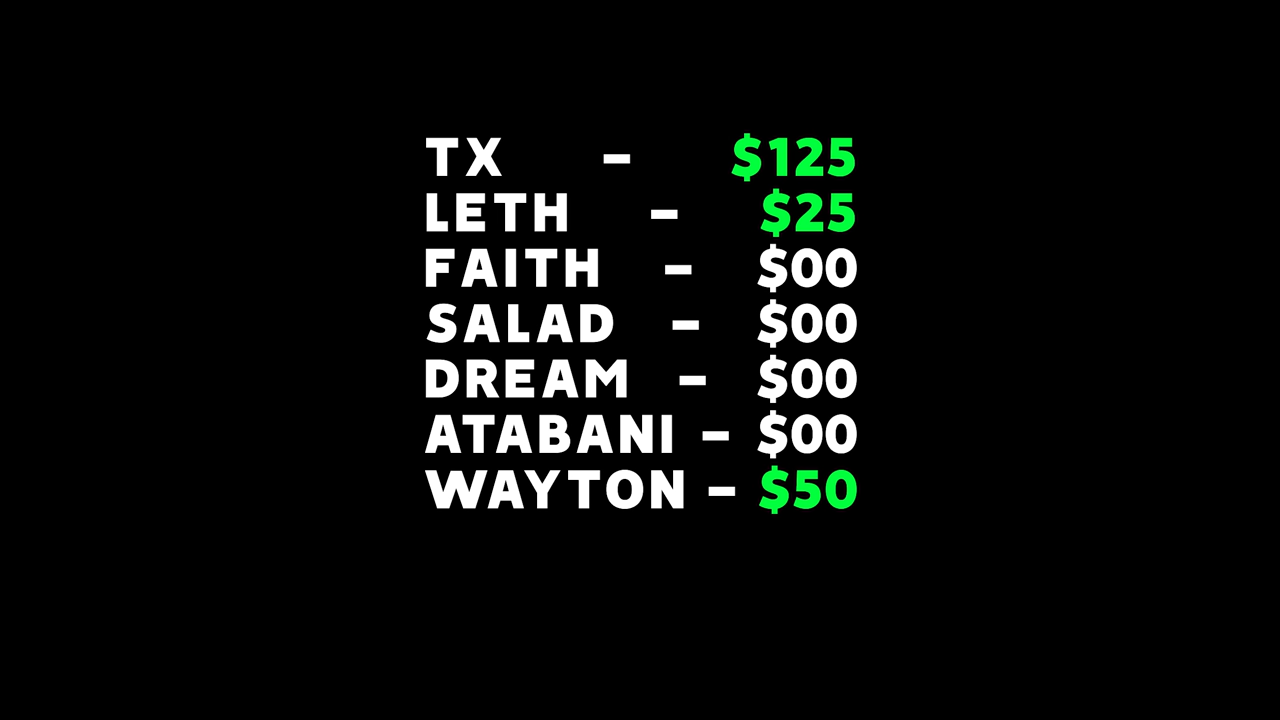 TX - $125
LETH - $25
FAITH - $00
SALAD - $00
DREAM - $00
ATABANI - $00
WAYTON - $50